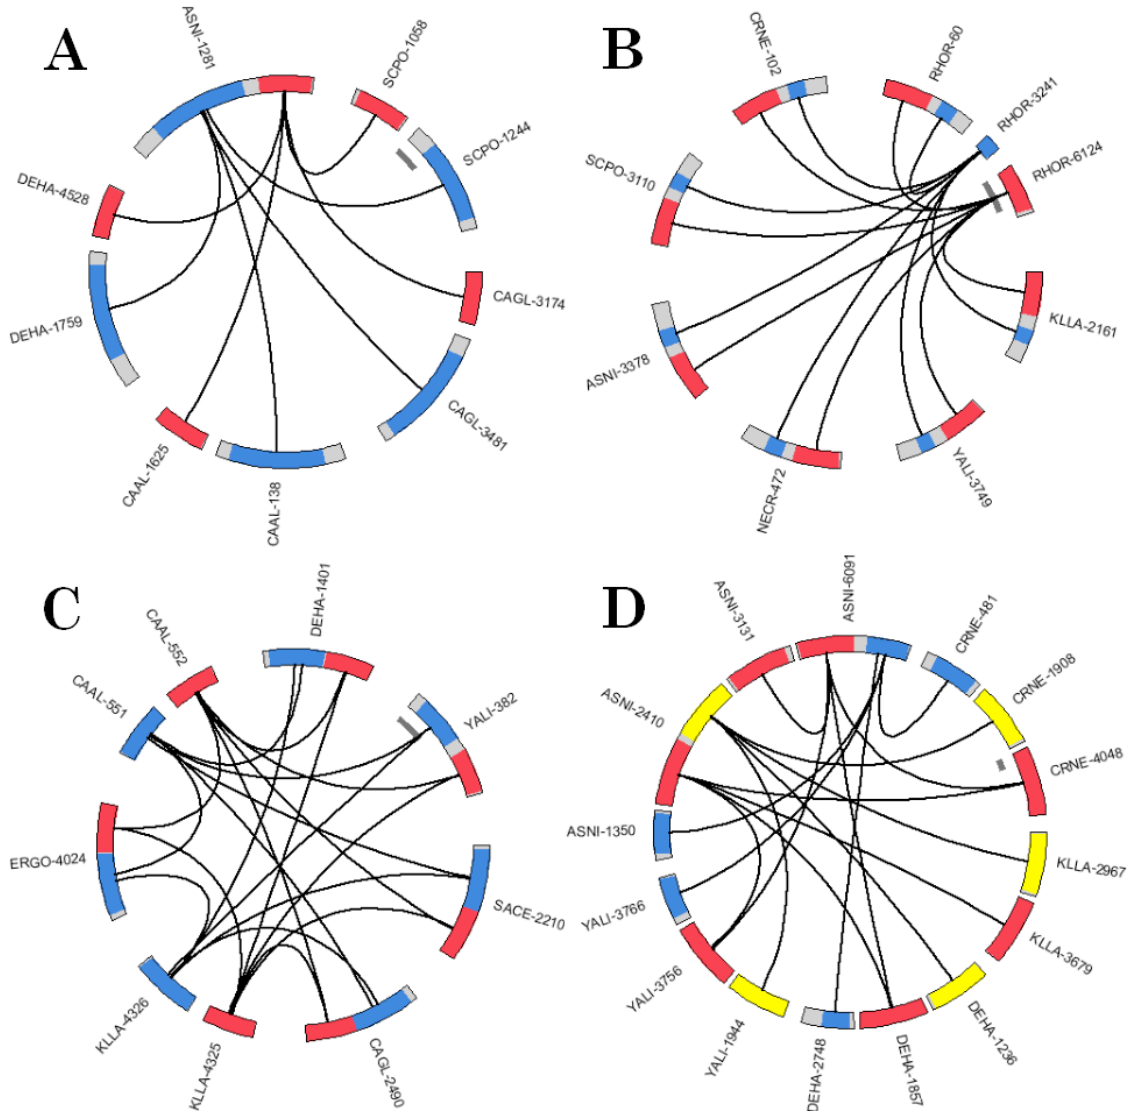 A
ASNI-1281
SCPO-1058
SCPO-1244
CAGL-3174
CAGL-3481
CAAL-138
CAAL-1625
DEHA-1759
DEHA-4528
B
CRNE-102
RHOR-60
RHOR-3241
RHOR-6124
KLLA-2161
YALI-3749
NECR-472
ASNI-3378
SCPO-3110
C
CAAL-551
CAAL-552
DEHA-1401
YALI-382
SACE-2210
CAGL-2490
KLLA-4325
KLLA-4326
ERGO-4024
D
ASNI-3131
ASNI-6091
CRNE-481
CRNE-1908
CRNE-4048
KLLA-2967
KLLA-3679
DEHA-1236
DEHA-1857
DEHA-2748
YALI-1944
YALI-3756
YALI-3766
ASNI-1350
ASNI-2410